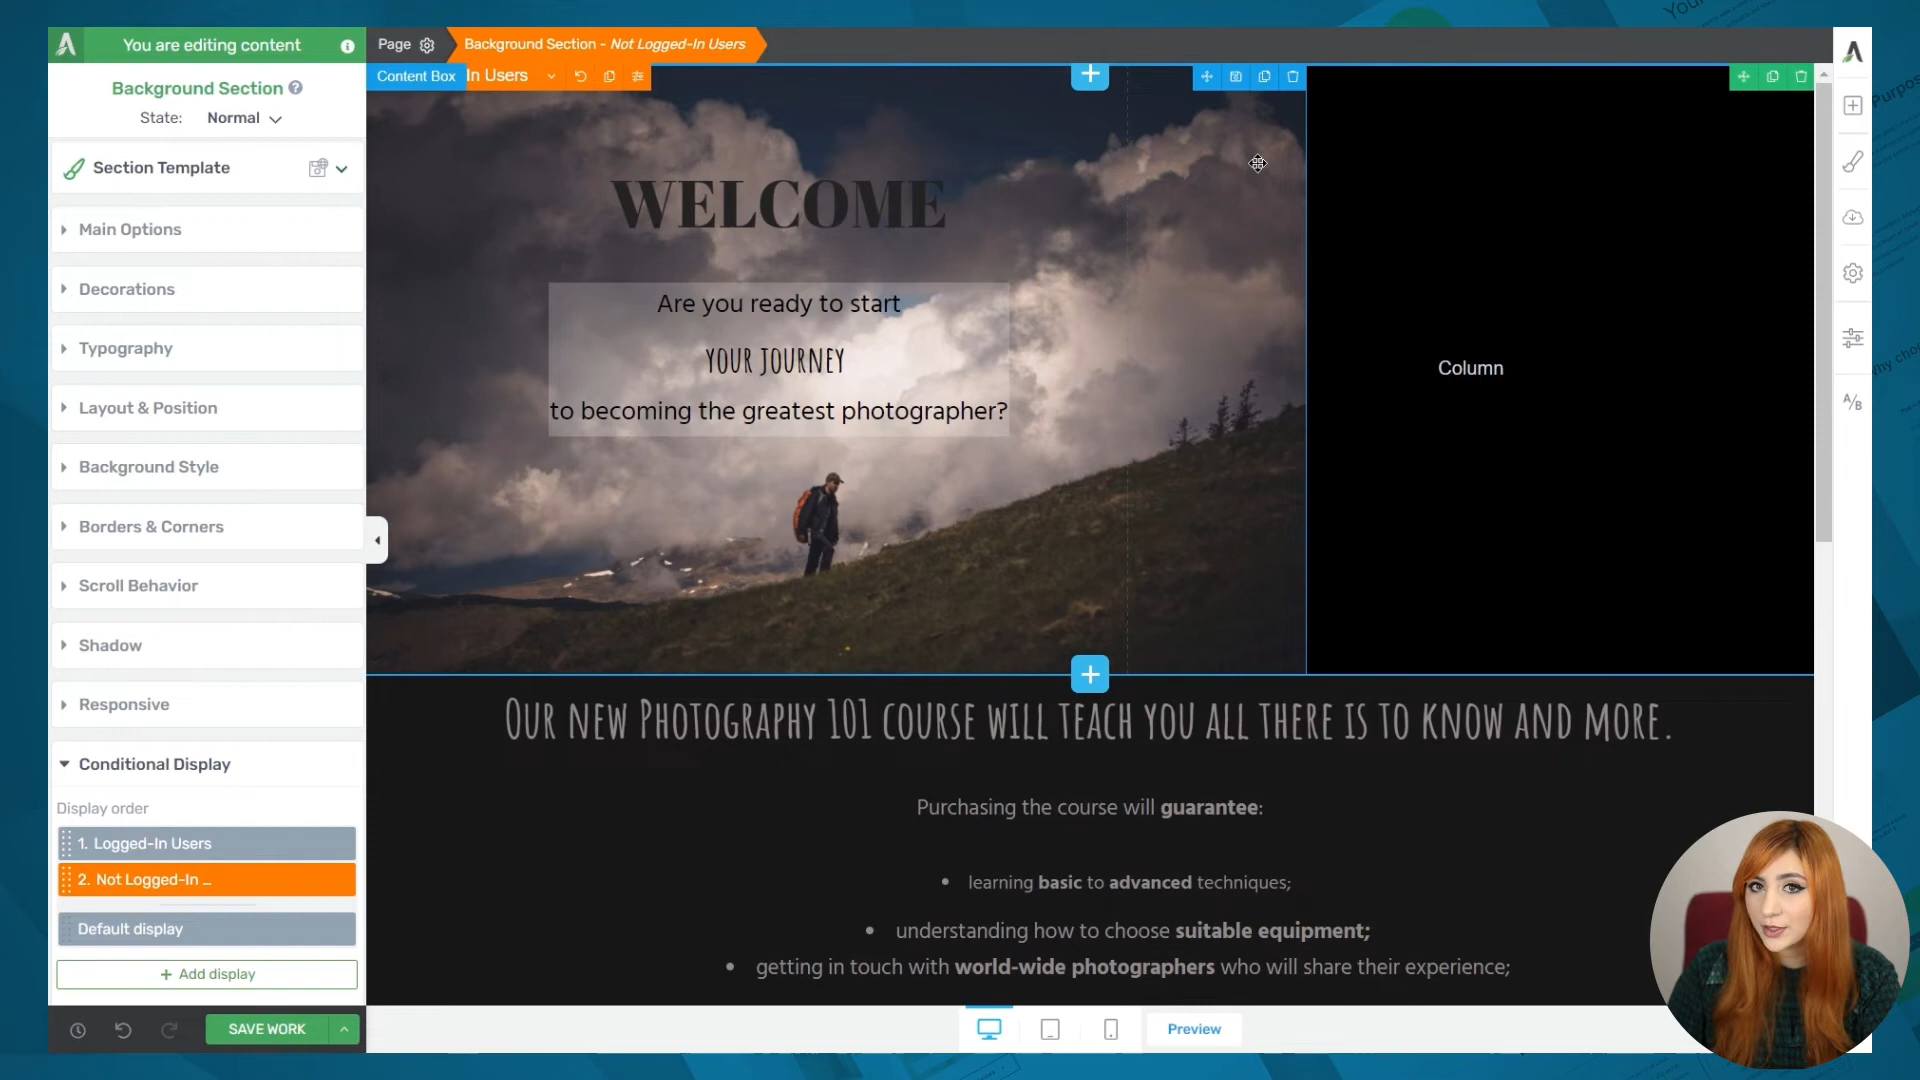 You are editing content
Page
Background Section - Not Logged-In Users
Content Box
In Users
Background Section
State: Normal
Section Template
Main Options
Decorations
Typography
Layout & Position
Background Style
Borders & Corners
Scroll Behavior
Shadow
Responsive
Conditional Display
Display order
1. Logged-In Users
2. Not Logged-In ...
Default display
+ Add display
SAVE WORK
WELCOME
Are you ready to start
YOUR JOURNEY
to becoming the greatest photographer?
Column
OUR NEW PHOTOGRAPHY 101 COURSE WILL TEACH YOU ALL THERE IS TO KNOW AND MORE.
Purchasing the course will guarantee:
• learning basic to advanced techniques;
• understanding how to choose suitable equipment;
• getting in touch with world-wide photographers who will share their experience;
Preview
A/B